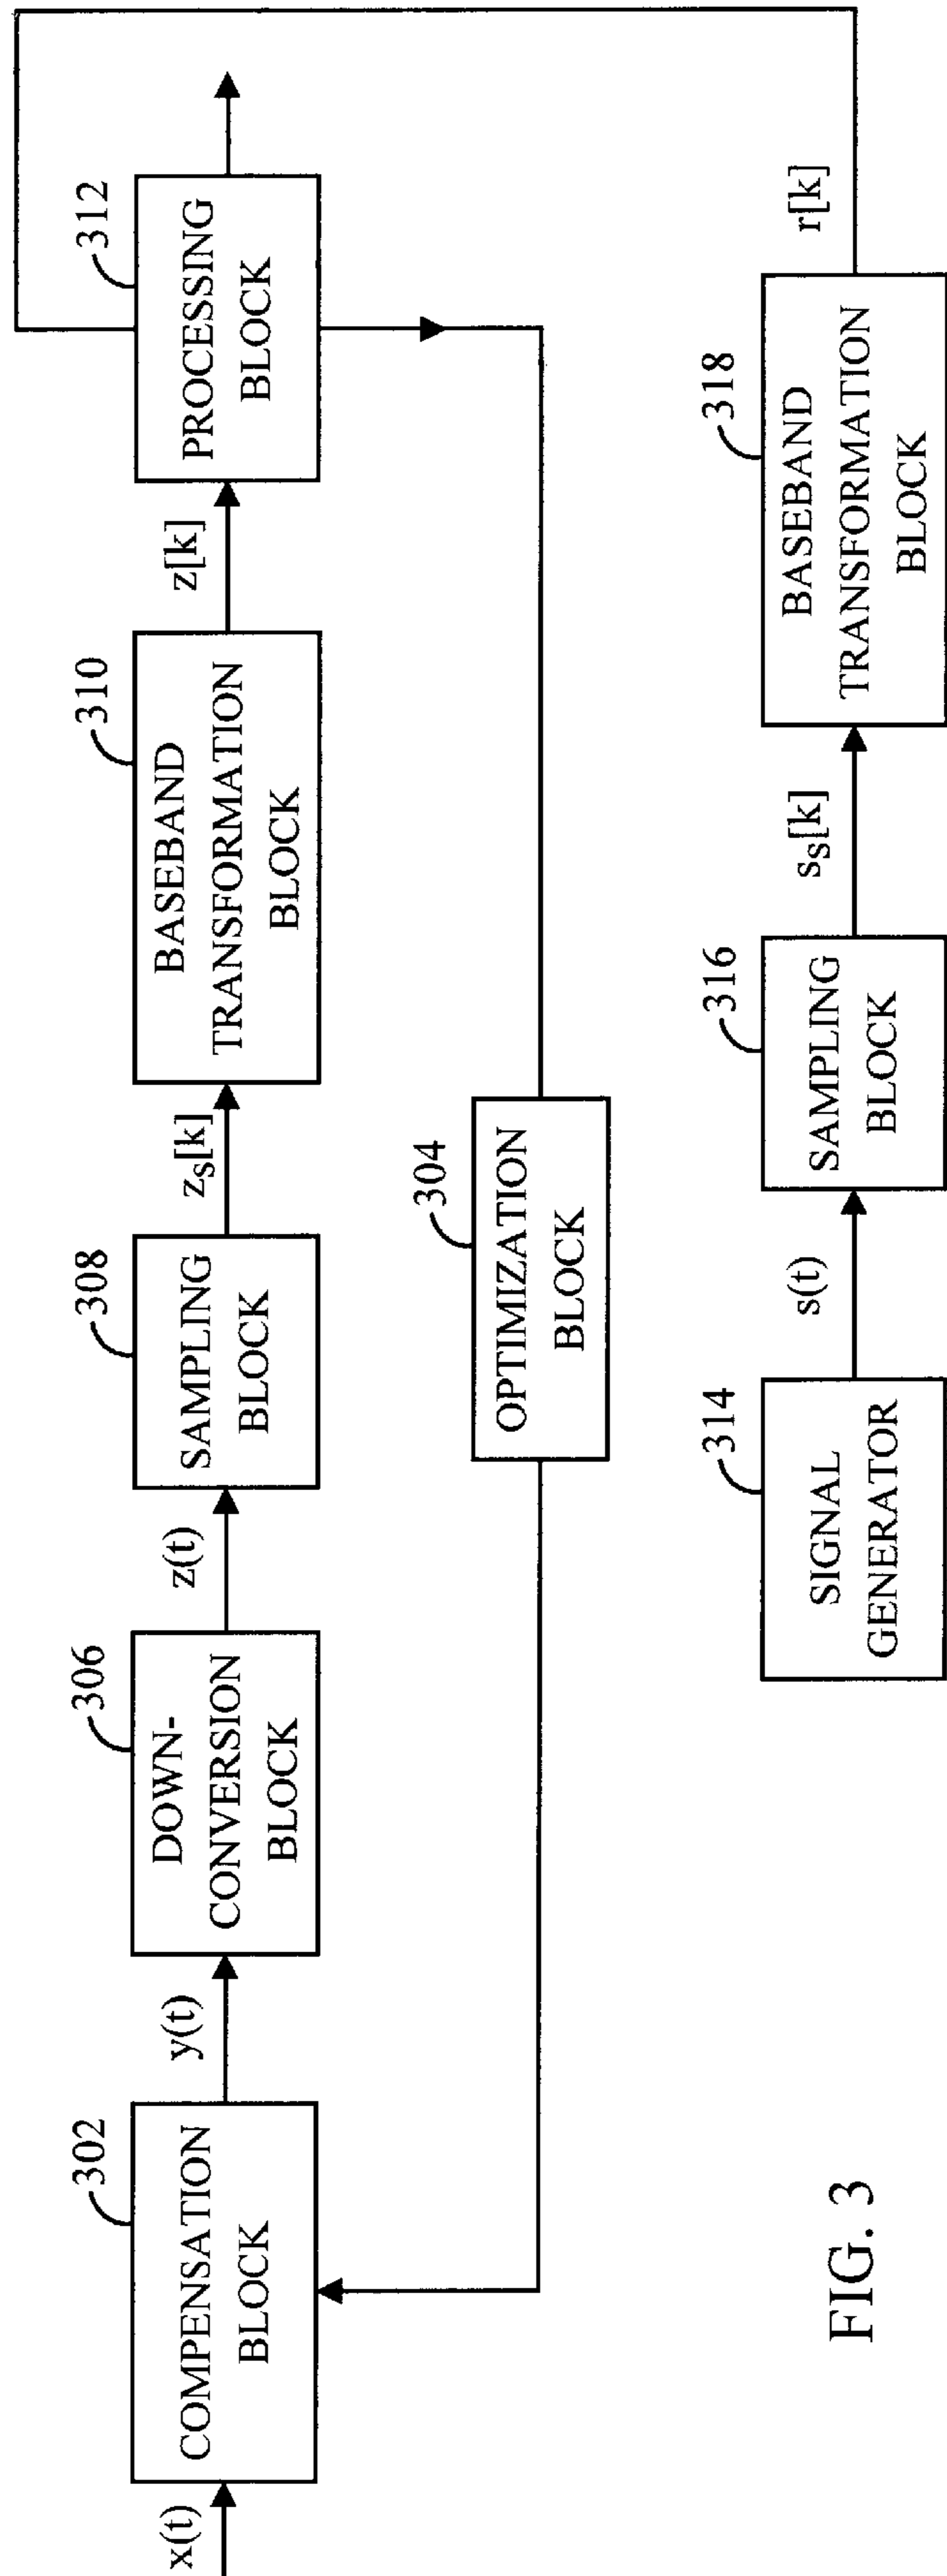 x(t)
302
COMPENSATION
BLOCK
y(t)
306
DOWN-
CONVERSION
BLOCK
z(t)
308
SAMPLING
BLOCK
zs[k]
310
BASEBAND
TRANSFORMATION
BLOCK
z[k]
312
PROCESSING
BLOCK
304
OPTIMIZATION
BLOCK
314
SIGNAL
GENERATOR
s(t)
316
SAMPLING
BLOCK
ss[k]
318
BASEBAND
TRANSFORMATION
BLOCK
r[k]
FIG. 3